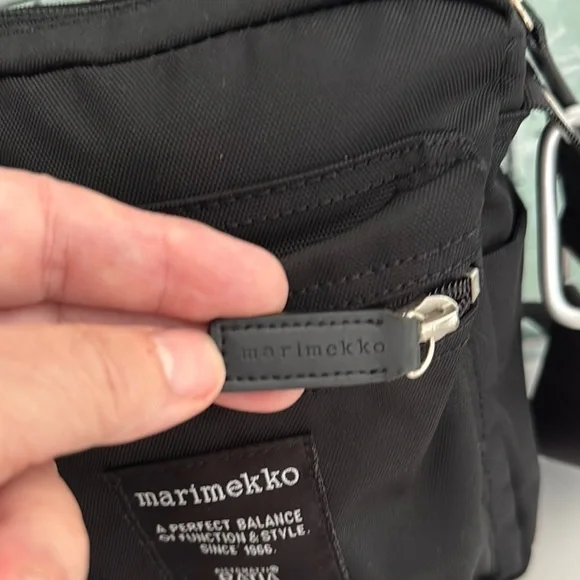 marimekko
marimekko
A PERFECT BALANCE
OF FUNCTION & STYLE.
SINCE 1966.